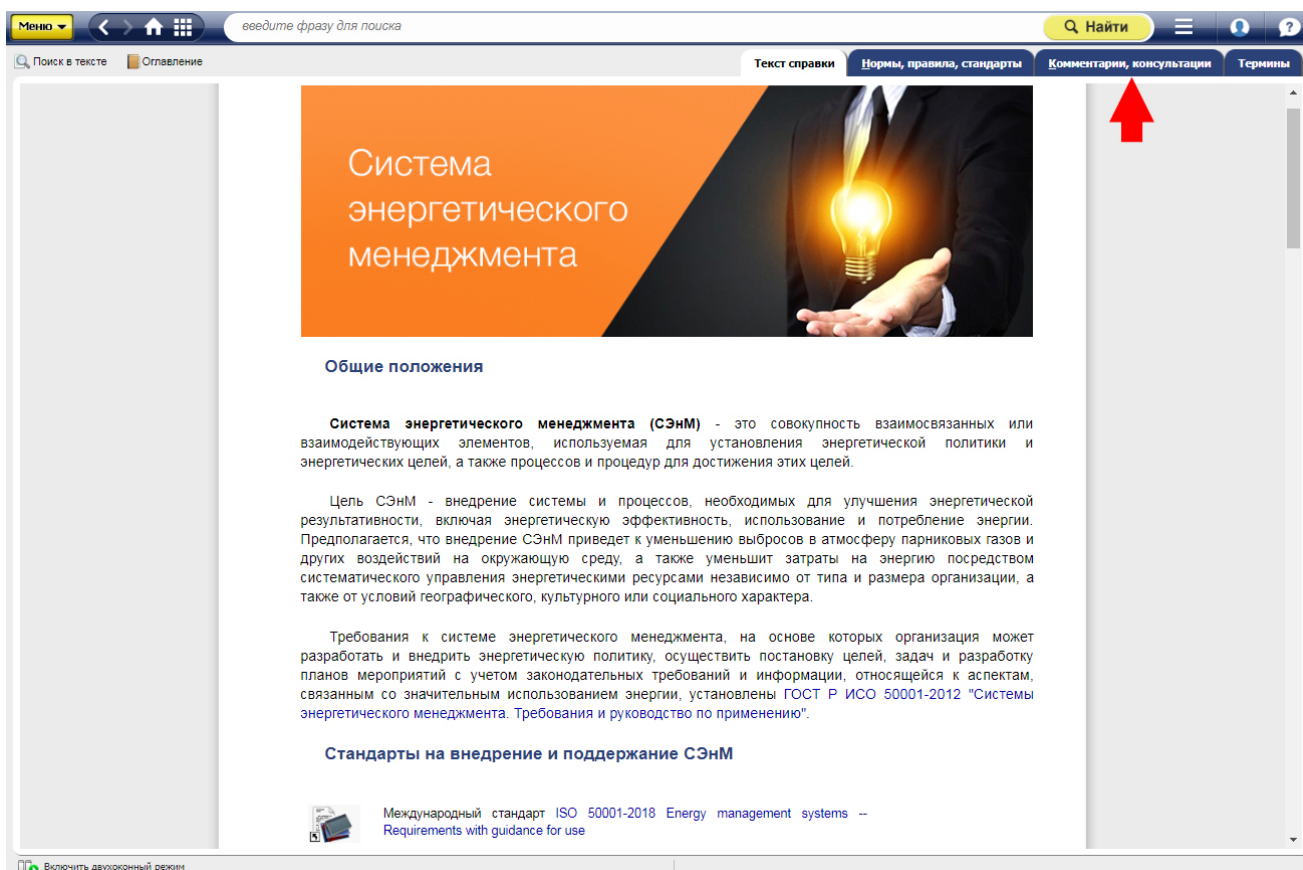 Меню
введите фразу для поиска
Найти
?
Поиск в тексте
Оглавление
Текст справки
Нормы, правила, стандарты
Комментарии, консультации
Термины
Система
энергетического
менеджмента
Общие положения
Система энергетического менеджмента (СЭнМ) - это совокупность взаимосвязанных или
взаимодействующих элементов, используемая для установления энергетической политики и
энергетических целей, а также процессов и процедур для достижения этих целей.
Цель СЭнМ - внедрение системы и процессов, необходимых для улучшения энергетической
результативности, включая энергетическую эффективность, использование и потребление энергии.
Предполагается, что внедрение СЭнМ приведет к уменьшению выбросов в атмосферу парниковых газов и
других воздействий на окружающую среду, а также уменьшит затраты на энергию посредством
систематического управления энергетическими ресурсами независимо от типа и размера организации, а
также от условий географического, культурного или социального характера.
Требования к системе энергетического менеджмента, на основе которых организация может
разработать и внедрить энергетическую политику, осуществить постановку целей, задач и разработку
планов мероприятий с учетом законодательных требований и информации, относящейся к аспектам,
связанным со значительным использованием энергии, установлены ГОСТ Р ИСО 50001-2012 "Системы
энергетического менеджмента. Требования и руководство по применению".
Стандарты на внедрение и поддержание СЭнМ
Международный стандарт ISO 50001-2018 Energy management systems --
Requirements with guidance for use
Включить двухоконный режим